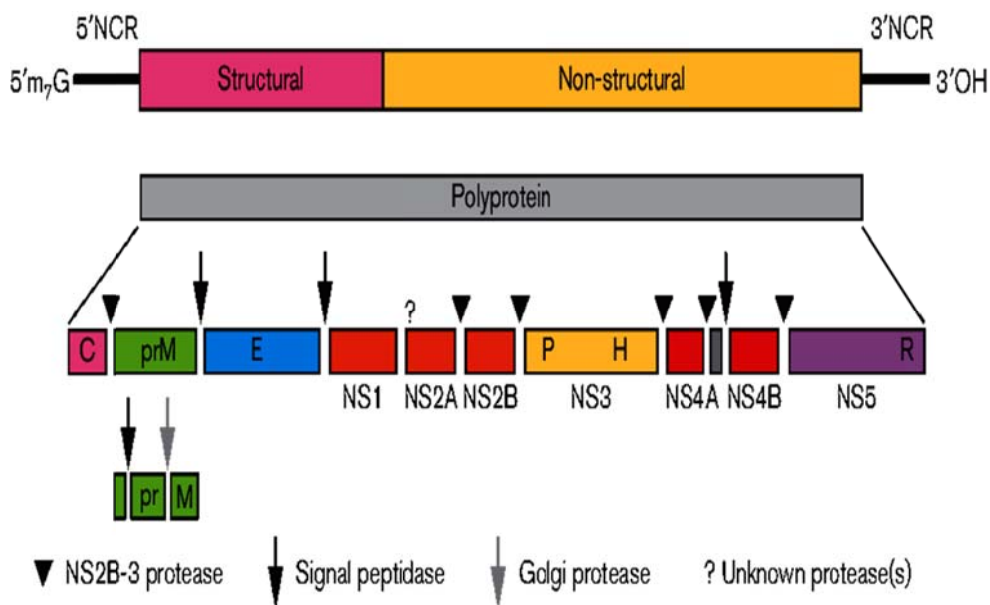 5'NCR 3'NCR
5'm₇G Structural Non-structural 3'OH
Polyprotein
?
C prM E P H R
NS1 NS2A NS2B NS3 NS4A NS4B NS5
pr M
NS2B-3 protease Signal peptidase Golgi protease ? Unknown protease(s)